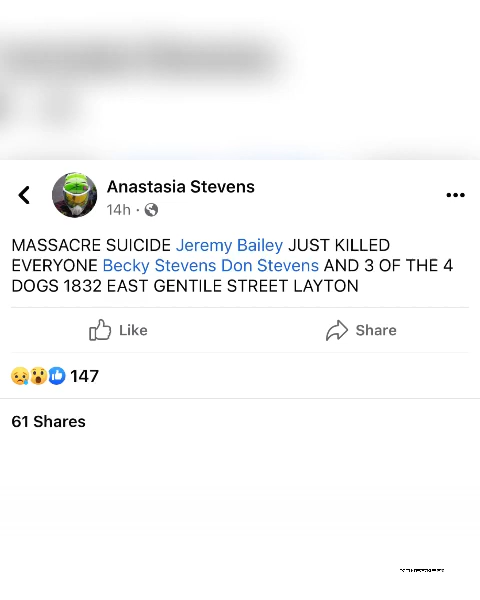 Anastasia Stevens
14h ·
MASSACRE SUICIDE Jeremy Bailey JUST KILLED
EVERYONE Becky Stevens Don Stevens AND 3 OF THE 4
DOGS 1832 EAST GENTILE STREET LAYTON
Like
Share
147
61 Shares